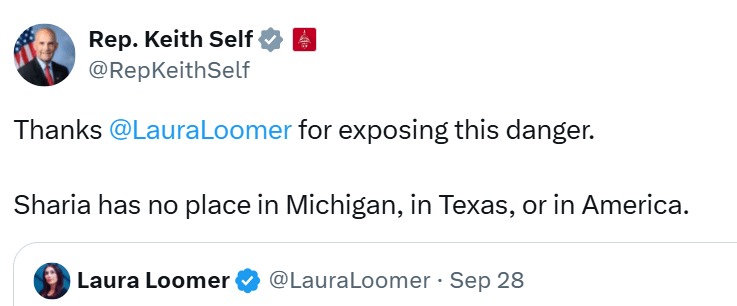 Rep. Keith Self
@RepKeithSelf
Thanks @LauraLoomer for exposing this danger.
Sharia has no place in Michigan, in Texas, or in America.
Laura Loomer @LauraLoomer · Sep 28